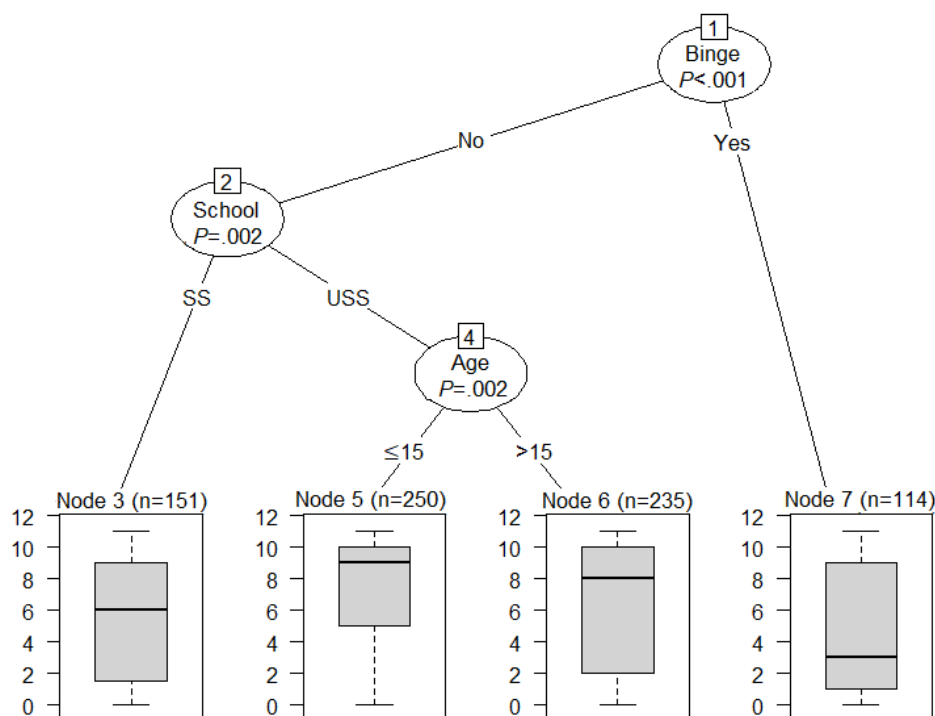 1
Binge
P<.001
No
Yes
2
School
P=.002
SS
USS
4
Age
P=.002
≤15
>15
Node 3 (n=151)
12
10
8
6
4
2
0
Node 5 (n=250)
12
10
8
6
4
2
0
Node 6 (n=235)
12
10
8
6
4
2
0
Node 7 (n=114)
12
10
8
6
4
2
0